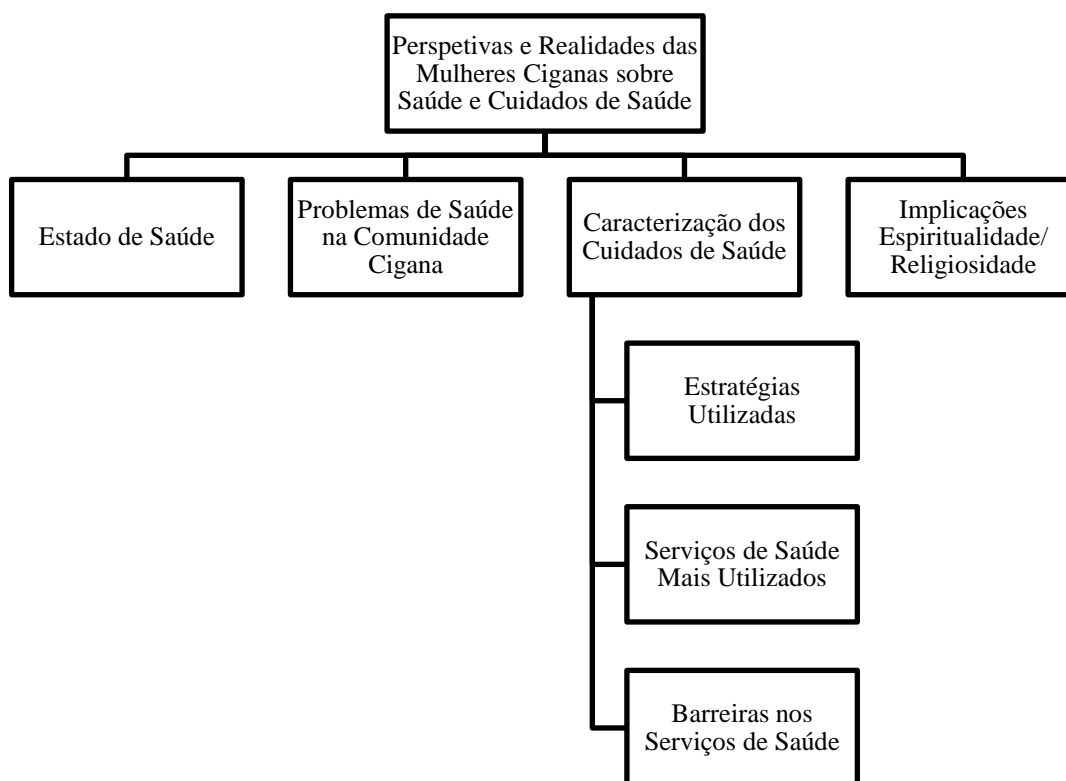 Perspetivas e Realidades das
Mulheres Ciganas sobre
Saúde e Cuidados de Saúde
Estado de Saúde
Problemas de Saúde
na Comunidade
Cigana
Caracterização dos
Cuidados de Saúde
Implicações
Espiritualidade/
Religiosidade
Estratégias
Utilizadas
Serviços de Saúde
Mais Utilizados
Barreiras nos
Serviços de Saúde